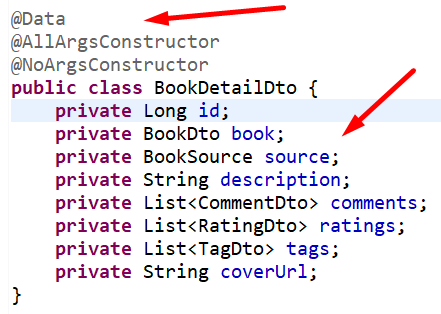 @Data
@AllArgsConstructor
@NoArgsConstructor
public class BookDetailDto {
    private Long id;
    private BookDto book;
    private BookSource source;
    private String description;
    private List<CommentDto> comments;
    private List<RatingDto> ratings;
    private List<TagDto> tags;
    private String coverUrl;
}